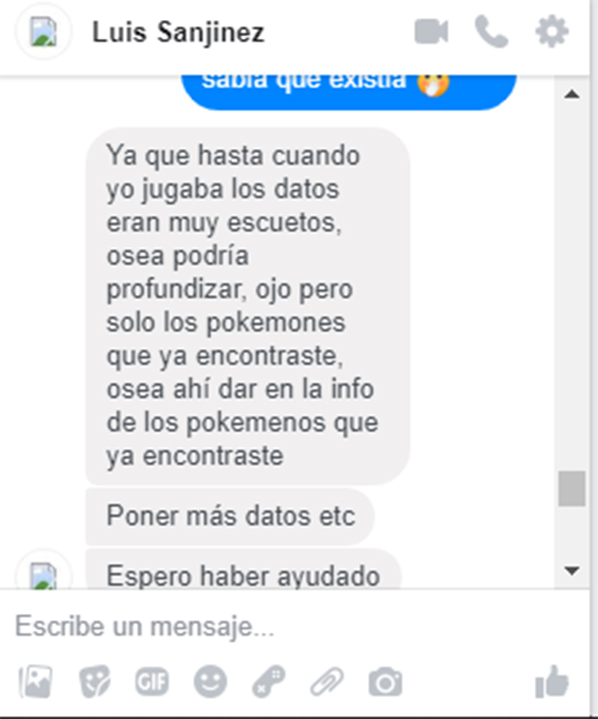 Luis Sanjinez
sabia que existia
Ya que hasta cuando
yo jugaba los datos
eran muy escuetos,
osea podría
profundizar, ojo pero
solo los pokemones
que ya encontraste,
osea ahí dar en la info
de los pokemenos que
ya encontraste
Poner más datos etc
Espero haber ayudado
Escribe un mensaje...
GIF